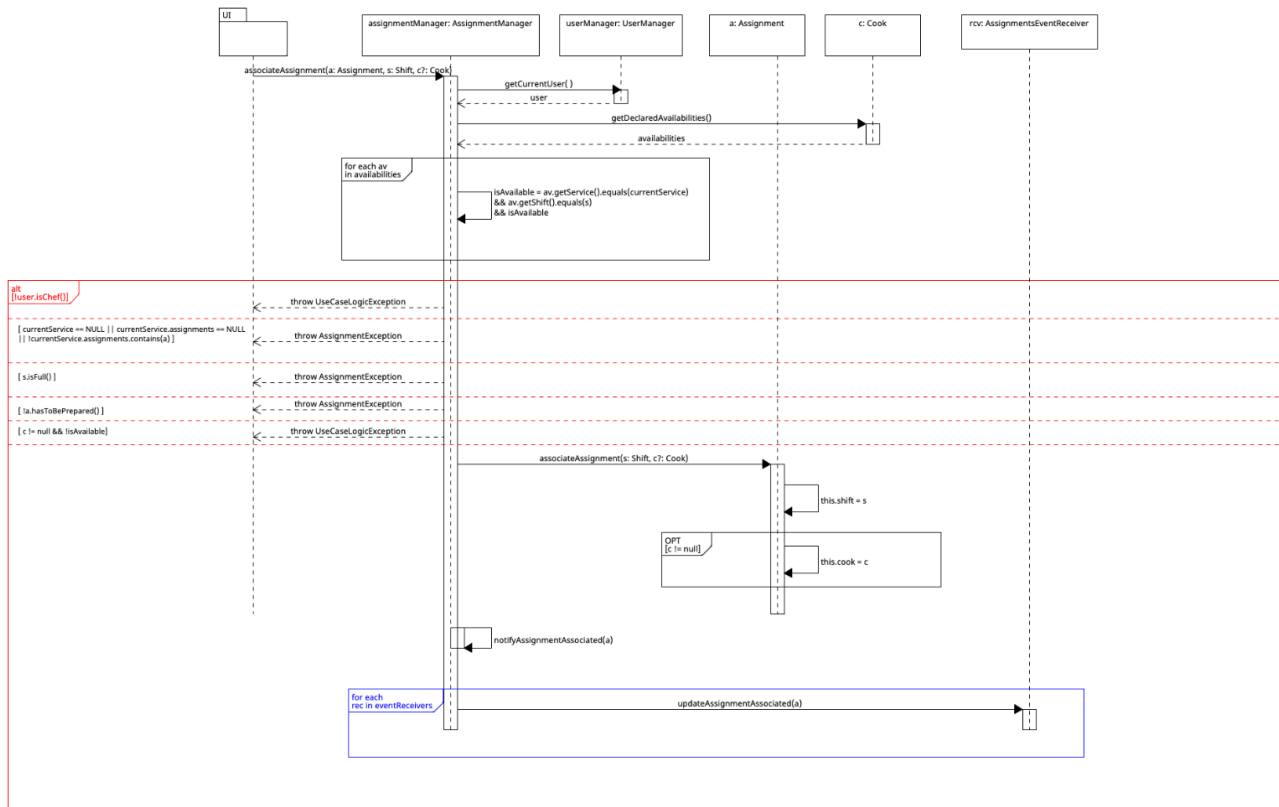 UI
assignmentManager: AssignmentManager
userManager: UserManager
a: Assignment
c: Cook
rcv: AssignmentsEventReceiver
associateAssignment(a: Assignment, s: Shift, c?: Cook)
getCurrentUser( )
user
getDeclaredAvailabilities()
availabilities
for each av
in availabilities
isAvailable = av.getService().equals(currentService)
&& av.getShift().equals(s)
&& isAvailable
alt
[!user.isChef()]
throw UseCaseLogicException
[ currentService == NULL || currentService.assignments == NULL
|| !currentService.assignments.contains(a) ]
throw AssignmentException
[ s.isFull() ]
throw AssignmentException
[ !a.hasToBePrepared() ]
throw AssignmentException
[ c != null && !isAvailable]
throw UseCaseLogicException
associateAssignment(s: Shift, c?: Cook)
this.shift = s
OPT
[c != null]
this.cook = c
notifyAssignmentAssociated(a)
for each
rec in eventReceivers
updateAssignmentAssociated(a)